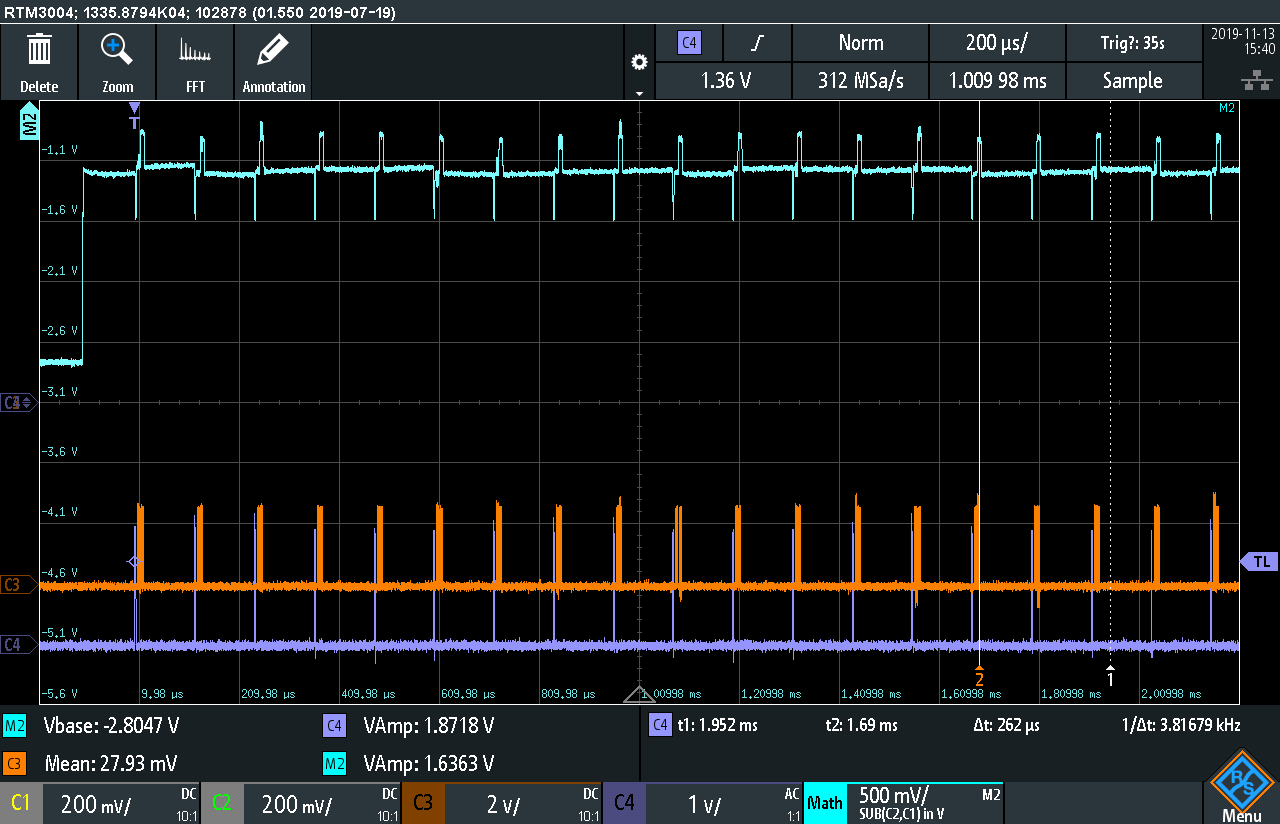 RTM3004; 1335.8794K04; 102878 (01.550 2019-07-19)
Delete
Zoom
FFT
Annotation
C4
Norm
200 µs/
Trig?: 35s
2019-11-13
15:40
1.36 V
312 MSa/s
1.009 98 ms
Sample
M2
T
M2
-1,1 V
-1,6 V
-2,1 V
-2,6 V
-3,1 V
-3,6 V
-4,1 V
C3
-4,6 V
TL
C4
-5,1 V
2
1
-5,6 V
9,98 µs
209,98 µs
409,98 µs
609,98 µs
809,98 µs
1,00998 ms
1,20998 ms
1,40998 ms
1,60998 ms
1,80998 ms
2,00998 ms
M2 Vbase: -2.8047 V
C4 VAmp: 1.8718 V
C4 t1: 1.952 ms t2: 1.69 ms Δt: 262 µs 1/Δt: 3.81679 kHz
C3 Mean: 27.93 mV
M2 VAmp: 1.6363 V
C1 200 mV/ DC 10:1
C2 200 mV/ DC 10:1
C3 2 V/ DC 10:1
C4 1 V/ AC 1:1
Math 500 mV/ M2
SUB(C2,C1) in V
R&S
Menu